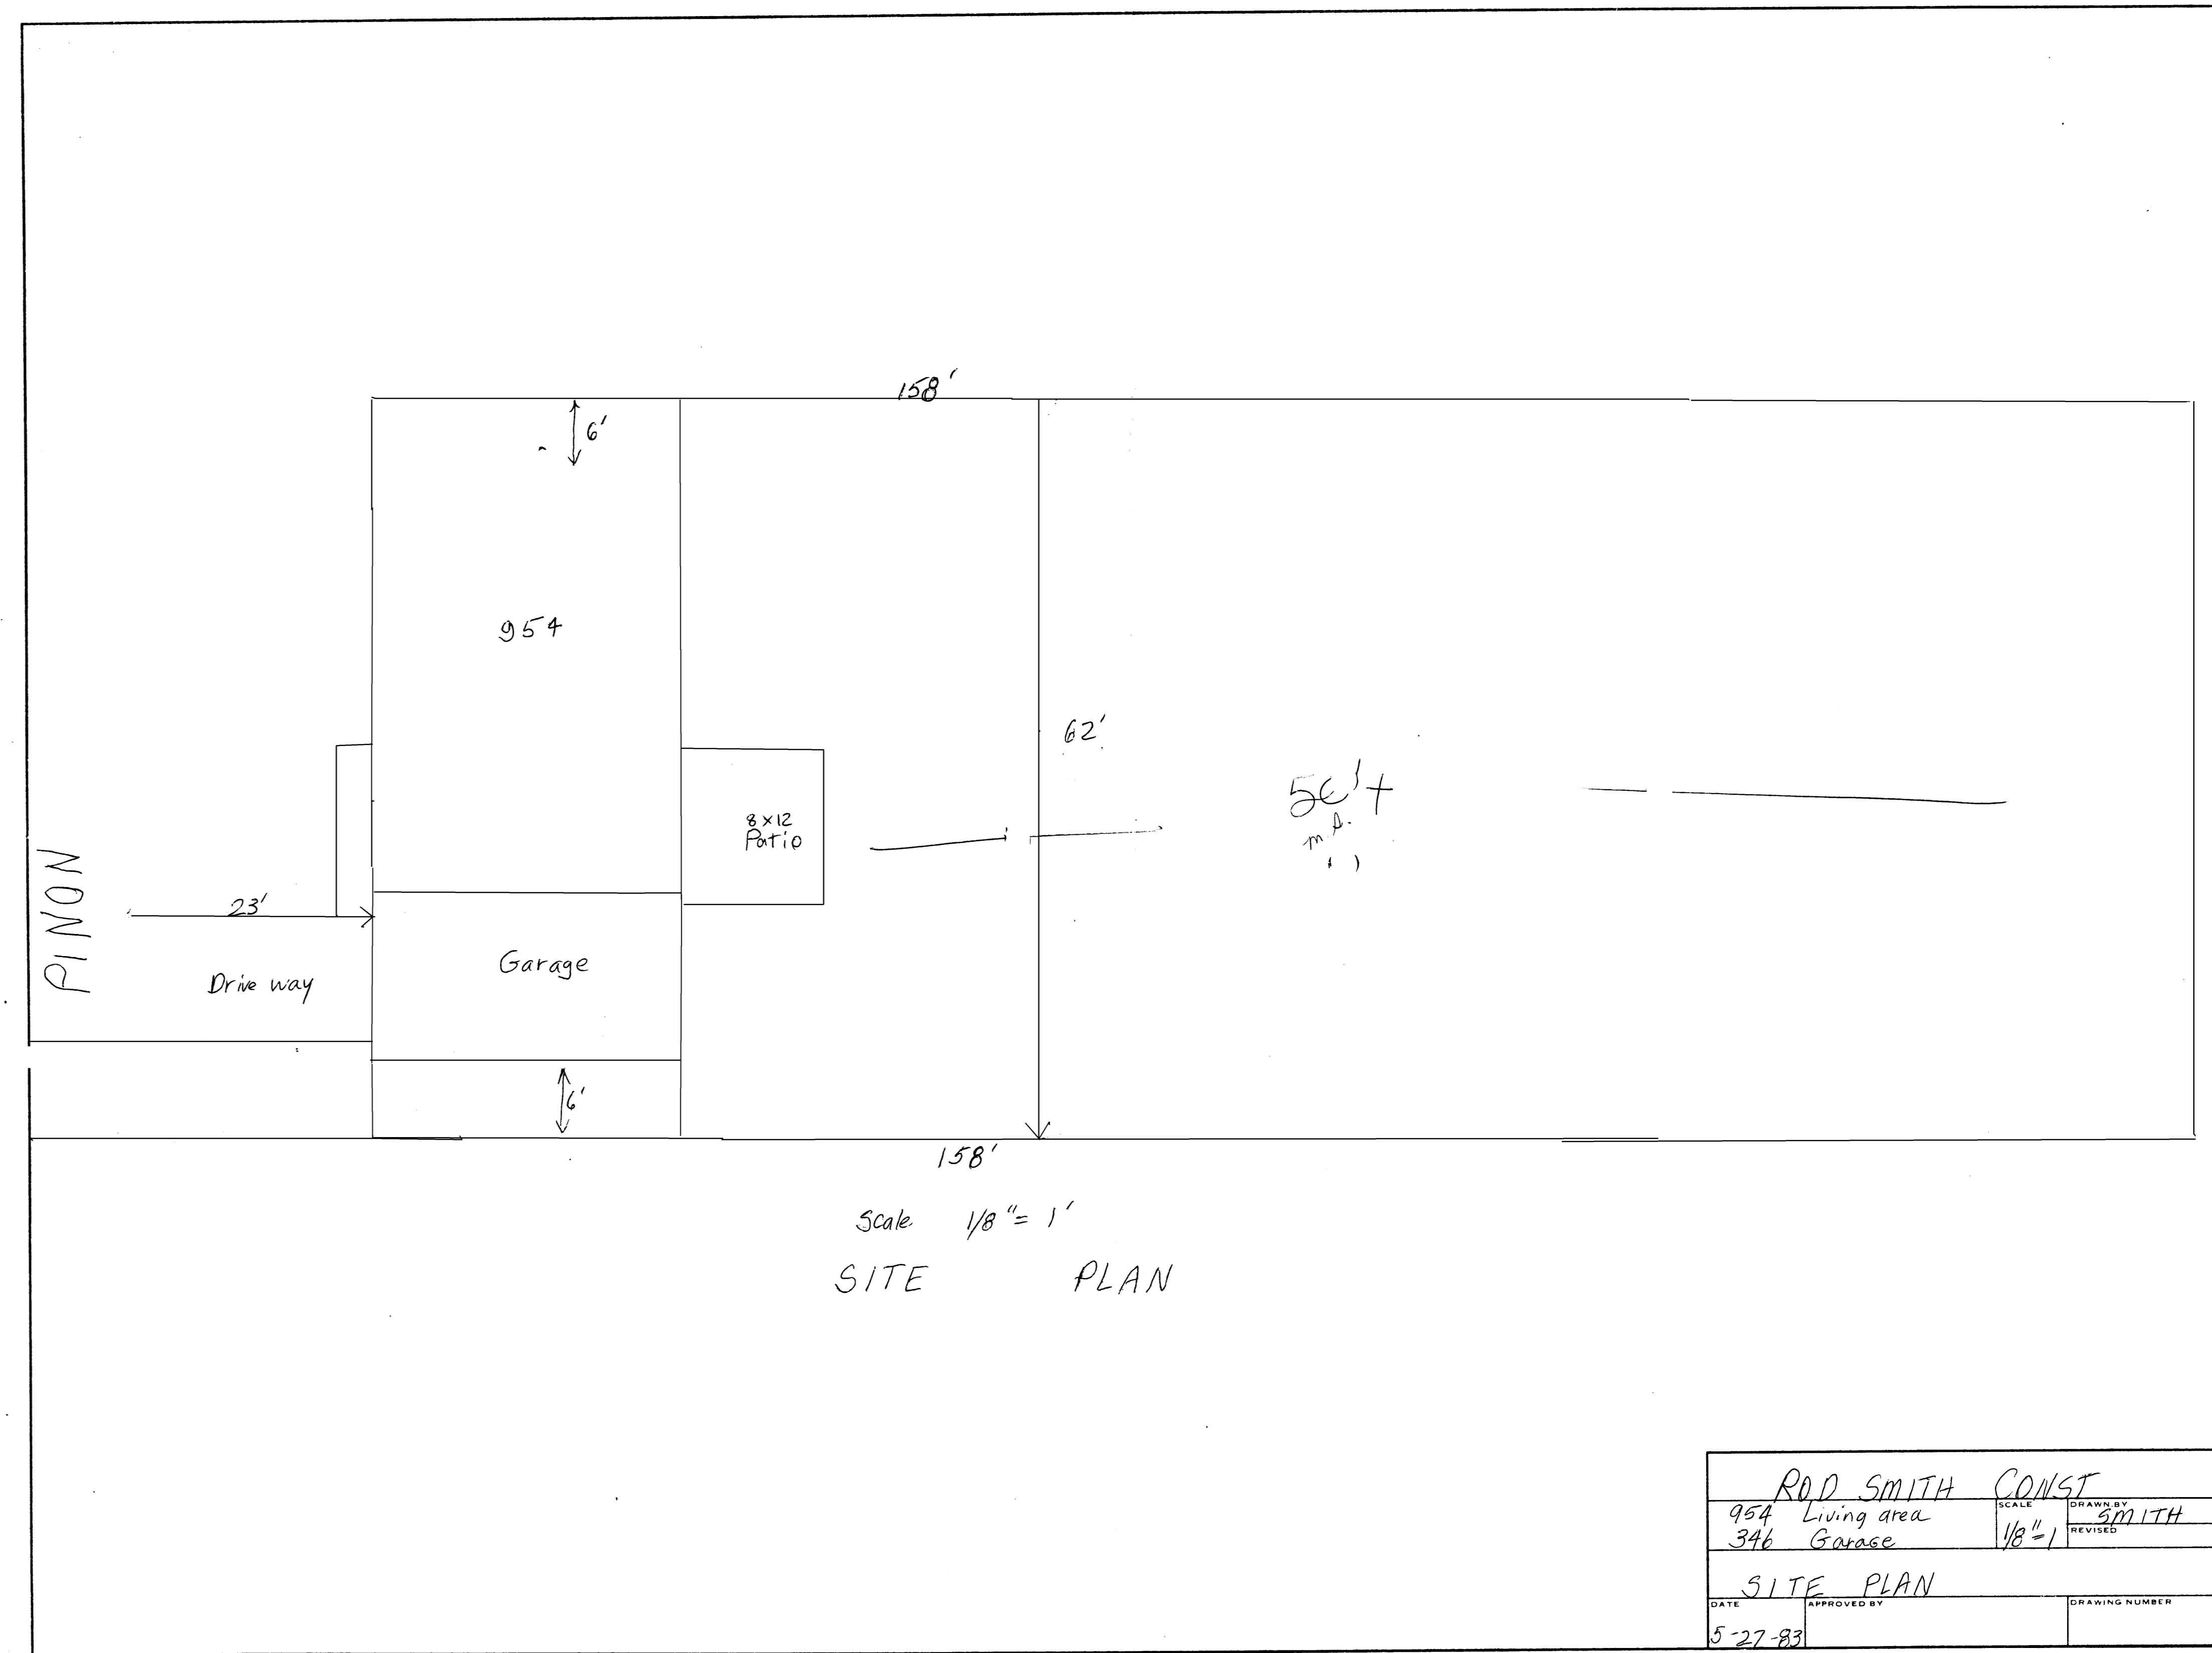 158'
6'
954
62'
8x12
Patio
PINON
23'
Garage
Drive way
6'
158'
Scale 1/8"= 1'
SITE PLAN
ROD SMITH CONST
954 Living area
346 Garage
SCALE
1/8"=1
DRAWN BY
SMITH
REVISED
SITE PLAN
DATE
5-27-83
APPROVED BY
DRAWING NUMBER